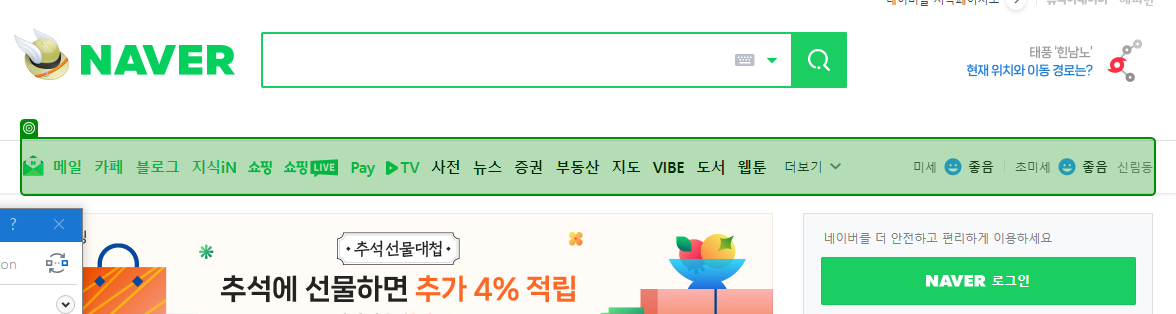 NAVER
태풍 '힌남노'
현재 위치와 이동 경로는?
메일 카페 블로그 지식iN 쇼핑 쇼핑LIVE Pay TV 사전 뉴스 증권 부동산 지도 VIBE 도서 웹툰 더보기 미세 좋음 초미세 좋음 신림동
?
on
· 추석선물대첩 ·
추석에 선물하면 추가 4% 적립
네이버를 더 안전하고 편리하게 이용하세요
NAVER 로그인